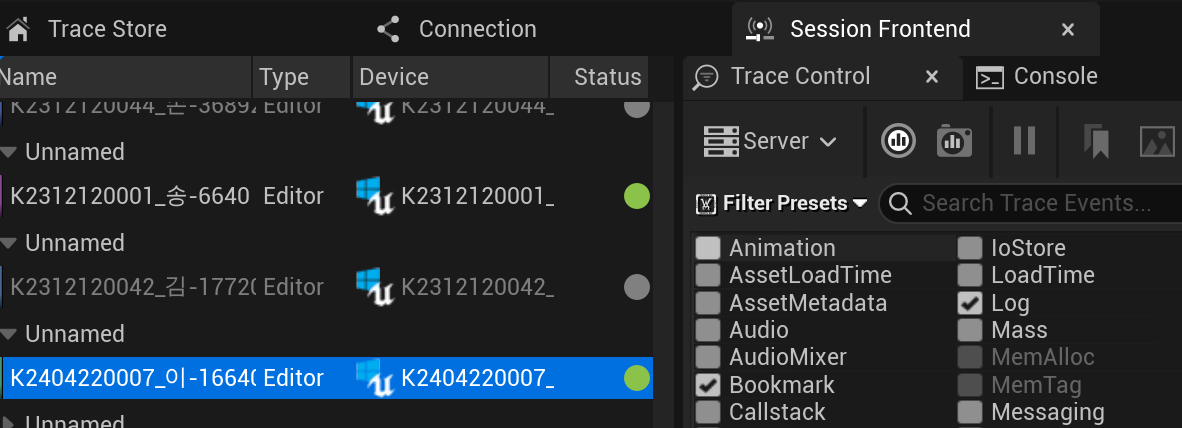 Trace Store
Connection
Session Frontend
Name Type Device Status
Trace Control
Console
K2312120044_손-36892 Editor K2312120044_
Unnamed
K2312120001_송-6640 Editor K2312120001_
Unnamed
K2312120042_김-17720 Editor K2312120042_
Unnamed
K2404220007_이-16640 Editor K2404220007_
Unnamed
Server
Filter Presets
Search Trace Events...
Animation
AssetLoadTime
AssetMetadata
Audio
AudioMixer
Bookmark
Callstack
IoStore
LoadTime
Log
Mass
MemAlloc
MemTag
Messaging